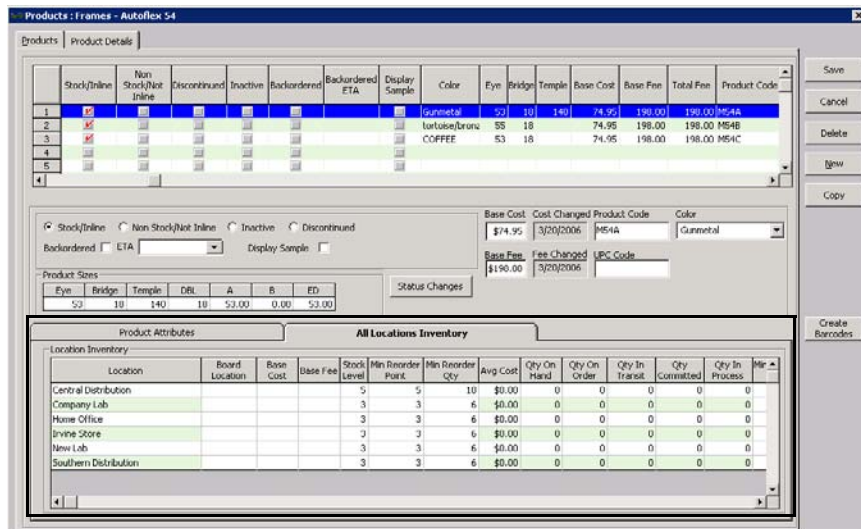 Products : Frames - Autoflex 54
Products Product Details
Stock/Inline Non Stock/Not Inline Discontinued Inactive Backordered Backordered ETA Display Sample Color Eye Bridge Temple Base Cost Base Fee Total Fee Product Code
1 Gunmetal 53 18 140 74.95 198.00 198.00 M54A
2 tortoise/bronz 55 18 74.95 198.00 198.00 M54B
3 COFFEE 53 18 74.95 198.00 198.00 M54C
4
5
Save
Cancel
Delete
New
Copy
Stock/Inline Non Stock/Not Inline Inactive Discontinued
Backordered ETA Display Sample
Base Cost Cost Changed Product Code Color
$74.95 3/20/2006 M54A Gunmetal
Base Fee Fee Changed UPC Code
$198.00 3/20/2006
Product Sizes
Eye Bridge Temple DBL A B ED
53 18 140 18 53.00 0.00 53.00
Status Changes
Create Barcodes
Product Attributes All Locations Inventory
Location Inventory
Location Board Location Base Cost Base Fee Stock Level Min Reorder Point Min Reorder Qty Avg Cost Qty On Hand Qty On Order Qty In Transit Qty Committed Qty In Process
Central Distribution 5 5 10 $0.00 0 0 0 0 0
Company Lab 3 3 6 $0.00 0 0 0 0 0
Home Office 3 3 6 $0.00 0 0 0 0 0
Irvine Store 3 3 6 $0.00 0 0 0 0 0
New Lab 3 3 6 $0.00 0 0 0 0 0
Southern Distribution 3 3 6 $0.00 0 0 0 0 0